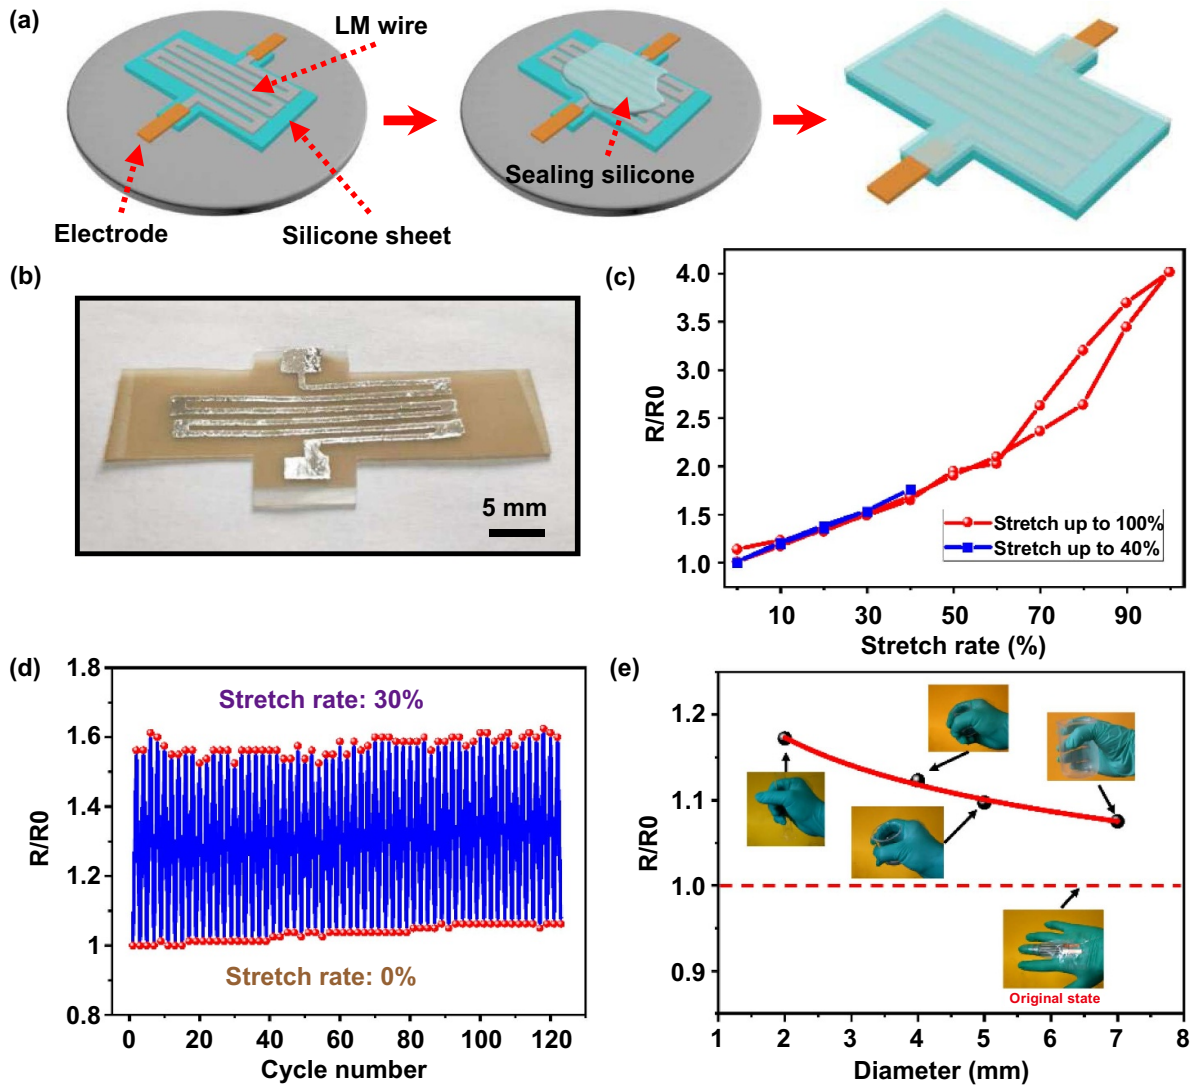 (a)
LM wire
Sealing silicone
Electrode
Silicone sheet
(b)
5 mm
(c)
4.0
3.5
3.0
2.5
2.0
1.5
1.0
R/R0
Stretch up to 100%
Stretch up to 40%
10 30 50 70 90
Stretch rate (%)
(d)
1.8
1.6
1.4
1.2
1
0.8
R/R0
Stretch rate: 30%
Stretch rate: 0%
0 20 40 60 80 100 120
Cycle number
(e)
1.2
1.1
1.0
0.9
R/R0
Original state
1 2 3 4 5 6 7 8
Diameter (mm)